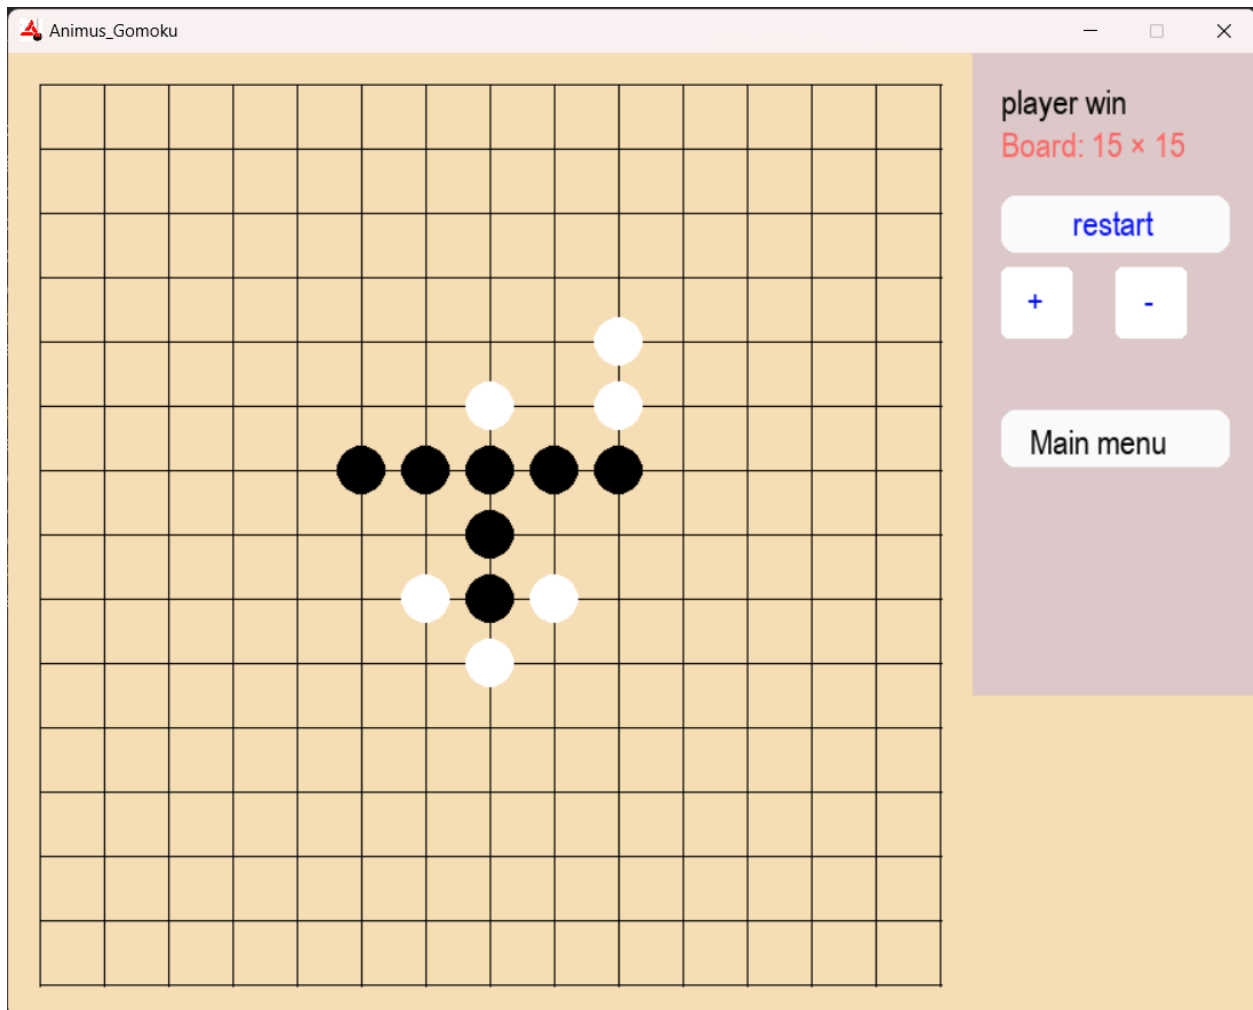 Animus_Gomoku
player win
Board: 15 × 15
restart
+ -
Main menu